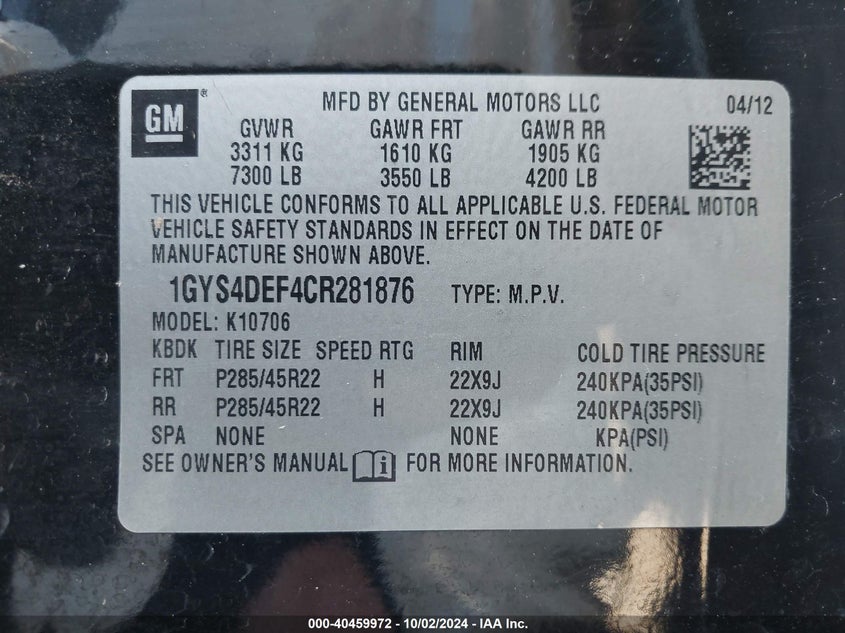 GM ® MFD BY GENERAL MOTORS LLC 04/12
GVWR GAWR FRT GAWR RR
3311 KG 1610 KG 1905 KG
7300 LB 3550 LB 4200 LB
THIS VEHICLE CONFORMS TO ALL APPLICABLE U.S. FEDERAL MOTOR
VEHICLE SAFETY STANDARDS IN EFFECT ON THE DATE OF
MANUFACTURE SHOWN ABOVE.
1GYS4DEF4CR281876 TYPE: M.P.V.
MODEL: K10706
KBDK TIRE SIZE SPEED RTG RIM COLD TIRE PRESSURE
FRT P285/45R22 H 22X9J 240KPA(35PSI)
RR P285/45R22 H 22X9J 240KPA(35PSI)
SPA NONE NONE KPA(PSI)
SEE OWNER'S MANUAL i FOR MORE INFORMATION.
000-40459972 - 10/02/2024 - IAA Inc.